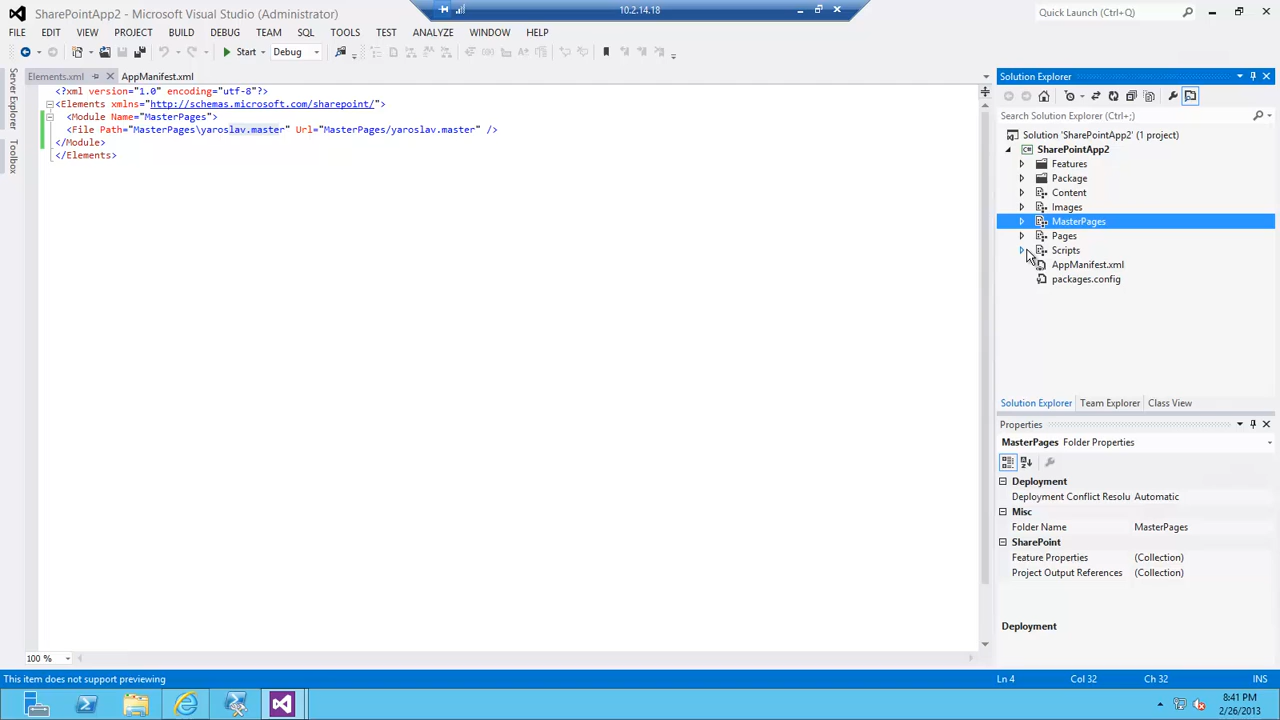 SharePointApp2 - Microsoft Visual Studio (Administrator)
10.2.14.18
Quick Launch (Ctrl+Q)
FILE EDIT VIEW PROJECT BUILD DEBUG TEAM SQL TOOLS TEST ANALYZE WINDOW HELP
Start Debug
Server Explorer
Toolbox
Elements.xml AppManifest.xml
<?xml version="1.0" encoding="utf-8"?>
<Elements xmlns="http://schemas.microsoft.com/sharepoint/">
<Module Name="MasterPages">
<File Path="MasterPages\yaroslav.master" Url="MasterPages/yaroslav.master" />
</Module>
</Elements>
100 %
Solution Explorer
Search Solution Explorer (Ctrl+;)
Solution 'SharePointApp2' (1 project)
SharePointApp2
Features
Package
Content
Images
MasterPages
Pages
Scripts
AppManifest.xml
packages.config
Solution Explorer Team Explorer Class View
Properties
MasterPages Folder Properties
Deployment
Deployment Conflict Resolu Automatic
Misc
Folder Name MasterPages
SharePoint
Feature Properties (Collection)
Project Output References (Collection)
Deployment
This item does not support previewing Ln 4 Col 32 Ch 32 INS
8:41 PM
2/26/2013